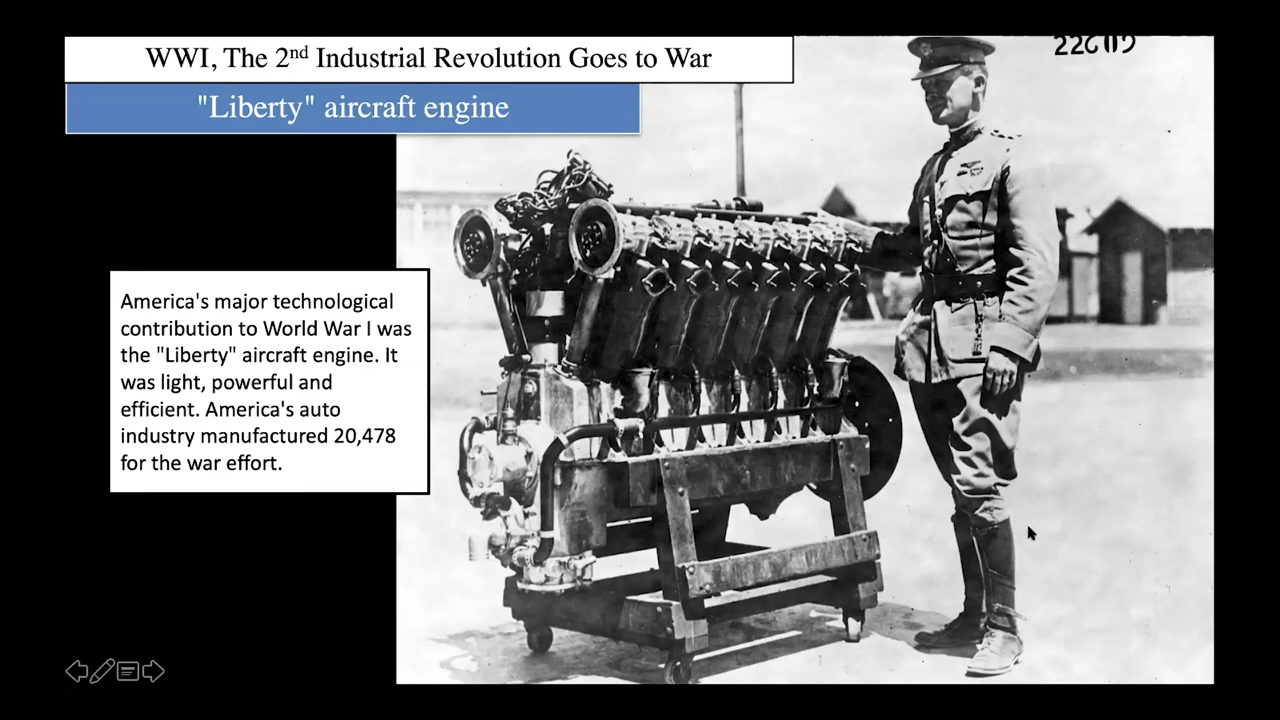 WWI, The 2nd Industrial Revolution Goes to War
"Liberty" aircraft engine
America's major technological
contribution to World War I was
the "Liberty" aircraft engine. It
was light, powerful and
efficient. America's auto
industry manufactured 20,478
for the war effort.